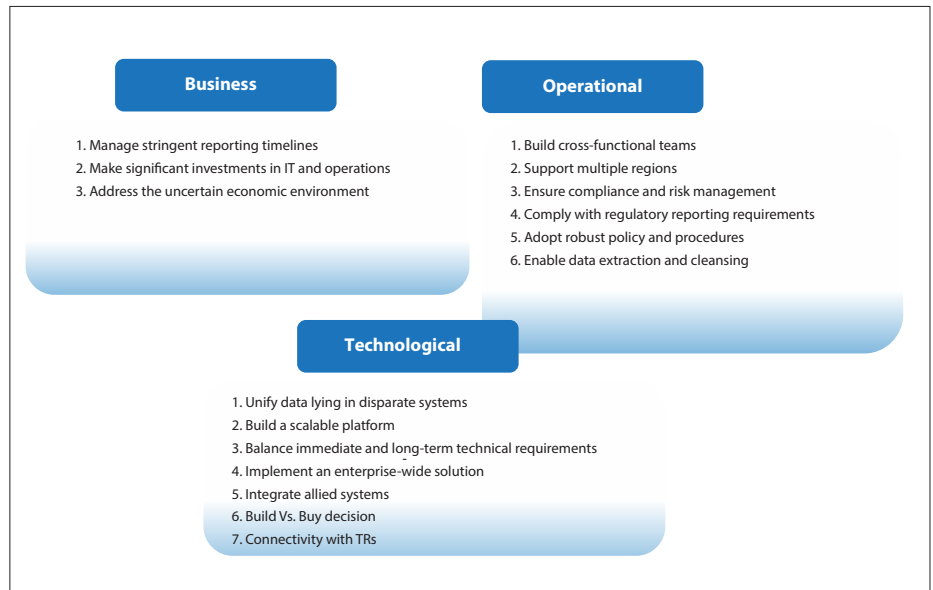 Business
1. Manage stringent reporting timelines
2. Make significant investments in IT and operations
3. Address the uncertain economic environment
Operational
1. Build cross-functional teams
2. Support multiple regions
3. Ensure compliance and risk management
4. Comply with regulatory reporting requirements
5. Adopt robust policy and procedures
6. Enable data extraction and cleansing
Technological
1. Unify data lying in disparate systems
2. Build a scalable platform
3. Balance immediate and long-term technical requirements
4. Implement an enterprise-wide solution
5. Integrate allied systems
6. Build Vs. Buy decision
7. Connectivity with TRs